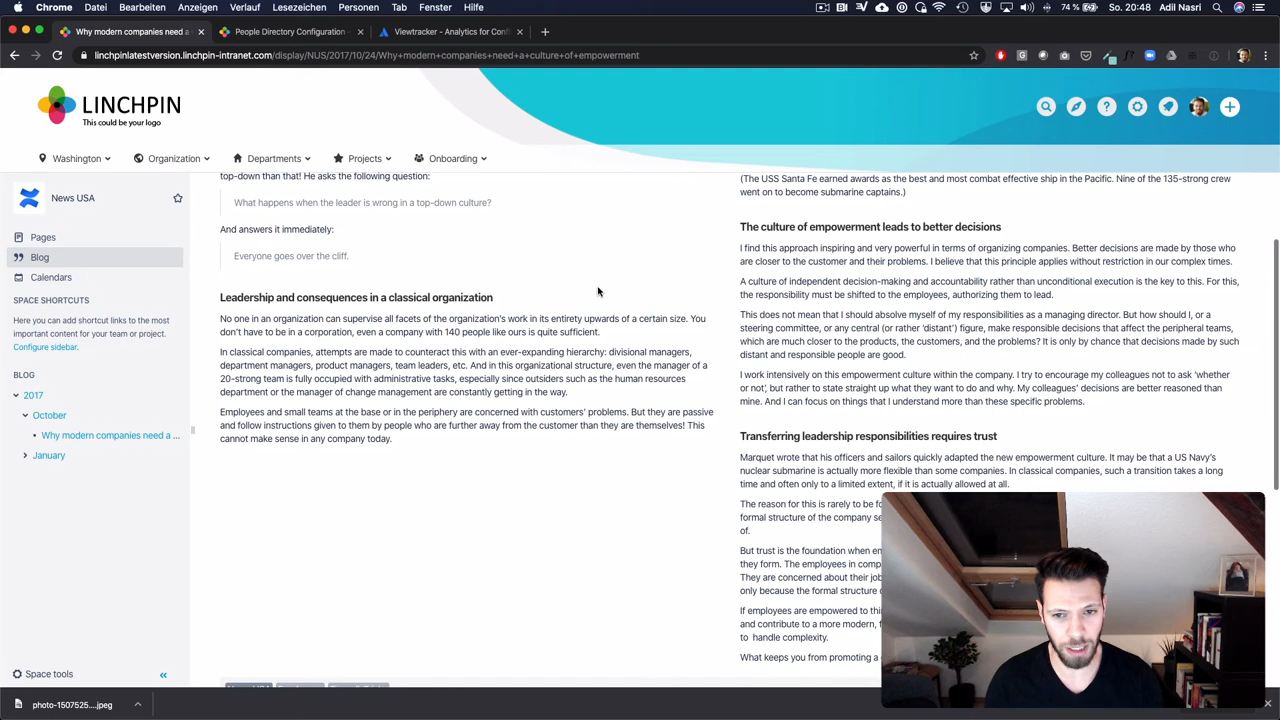 Chrome Datei Bearbeiten Anzeigen Verlauf Lesezeichen Personen Tab Fenster Hilfe 74 % So. 20:48 Adil Nasri
Why modern companies need a People Directory Configuration - Viewtracker - Analytics for Conf
linchpinlatestversion.linchpin-intranet.com/display/NUS/2017/10/24/Why+modern+companies+need+a+culture+of+empowerment
LINCHPIN
This could be your logo
Washington Organization Departments Projects Onboarding
News USA
Pages
Blog
Calendars
SPACE SHORTCUTS
Here you can add shortcut links to the most
important content for your team or project.
Configure sidebar.
BLOG
2017
October
Why modern companies need a ...
January
Space tools
top-down than that! He asks the following question:
What happens when the leader is wrong in a top-down culture?
And answers it immediately:
Everyone goes over the cliff.
Leadership and consequences in a classical organization
No one in an organization can supervise all facets of the organization's work in its entirety upwards of a certain size. You
don't have to be in a corporation, even a company with 140 people like ours is quite sufficient.
In classical companies, attempts are made to counteract this with an ever-expanding hierarchy: divisional managers,
department managers, product managers, team leaders, etc. And in this organizational structure, even the manager of a
20-strong team is fully occupied with administrative tasks, especially since outsiders such as the human resources
department or the manager of change management are constantly getting in the way.
Employees and small teams at the base or in the periphery are concerned with customers' problems. But they are passive
and follow instructions given to them by people who are further away from the customer than they are themselves! This
cannot make sense in any company today.
(The USS Santa Fe earned awards as the best and most combat effective ship in the Pacific. Nine of the 135-strong crew
went on to become submarine captains.)
The culture of empowerment leads to better decisions
I find this approach inspiring and very powerful in terms of organizing companies. Better decisions are made by those who
are closer to the customer and their problems. I believe that this principle applies without restriction in our complex times.
A culture of independent decision-making and accountability rather than unconditional execution is the key to this. For this,
the responsibility must be shifted to the employees, authorizing them to lead.
This does not mean that I should absolve myself of my responsibilities as a managing director. But how should I, or a
steering committee, or any central (or rather 'distant') figure, make responsible decisions that affect the peripheral teams,
which are much closer to the products, the customers, and the problems? It is only by chance that decisions made by such
distant and responsible people are good.
I work intensively on this empowerment culture within the company. I try to encourage my colleagues not to ask 'whether
or not', but rather to state straight up what they want to do and why. My colleagues' decisions are better reasoned than
mine. And I can focus on things that I understand more than these specific problems.
Transferring leadership responsibilities requires trust
Marquet wrote that his officers and sailors quickly adapted the new empowerment culture. It may be that a US Navy's
nuclear submarine is actually more flexible than some companies. In classical companies, such a transition takes a long
time and often only to a limited extent, if it is actually allowed at all.
The reason for this is rarely to be fo
formal structure of the company se
of.
But trust is the foundation when en
they form. The employees in comp
They are concerned about their job
only because the formal structure
If employees are empowered to thi
and contribute to a more modern,
to handle complexity.
What keeps you from promoting a
photo-1507525....jpeg